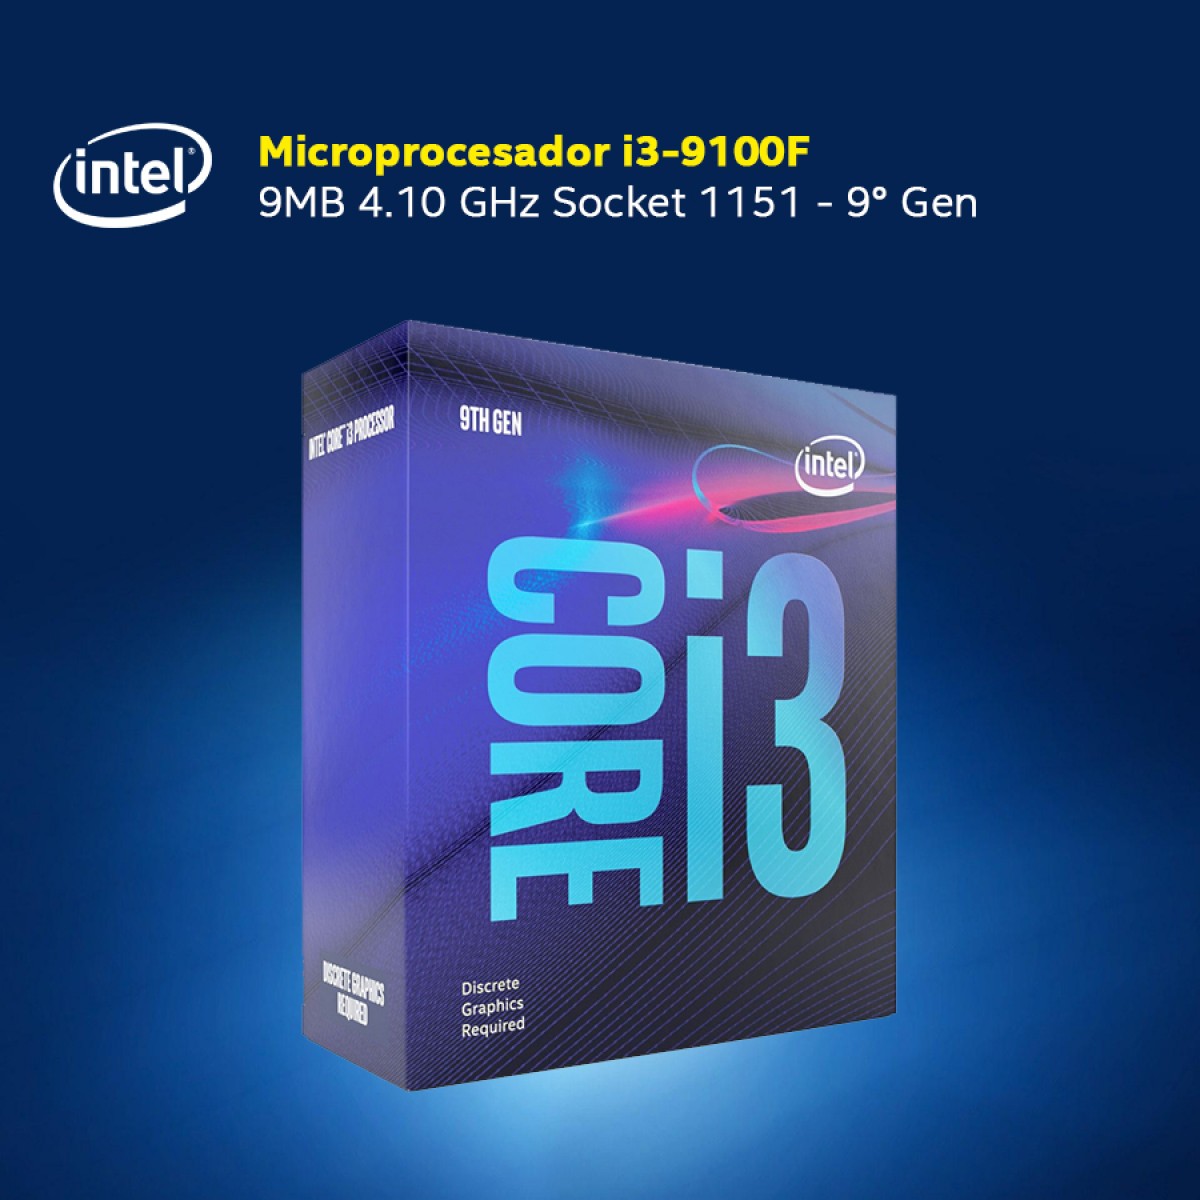 intel
Microprocesador i3-9100F
9MB 4.10 GHz Socket 1151 - 9° Gen
INTEL® CORE™ i3 PROCESSOR
9TH GEN
intel
CORE i3
DISCRETE GRAPHICS
REQUIRED
Discrete
Graphics
Required